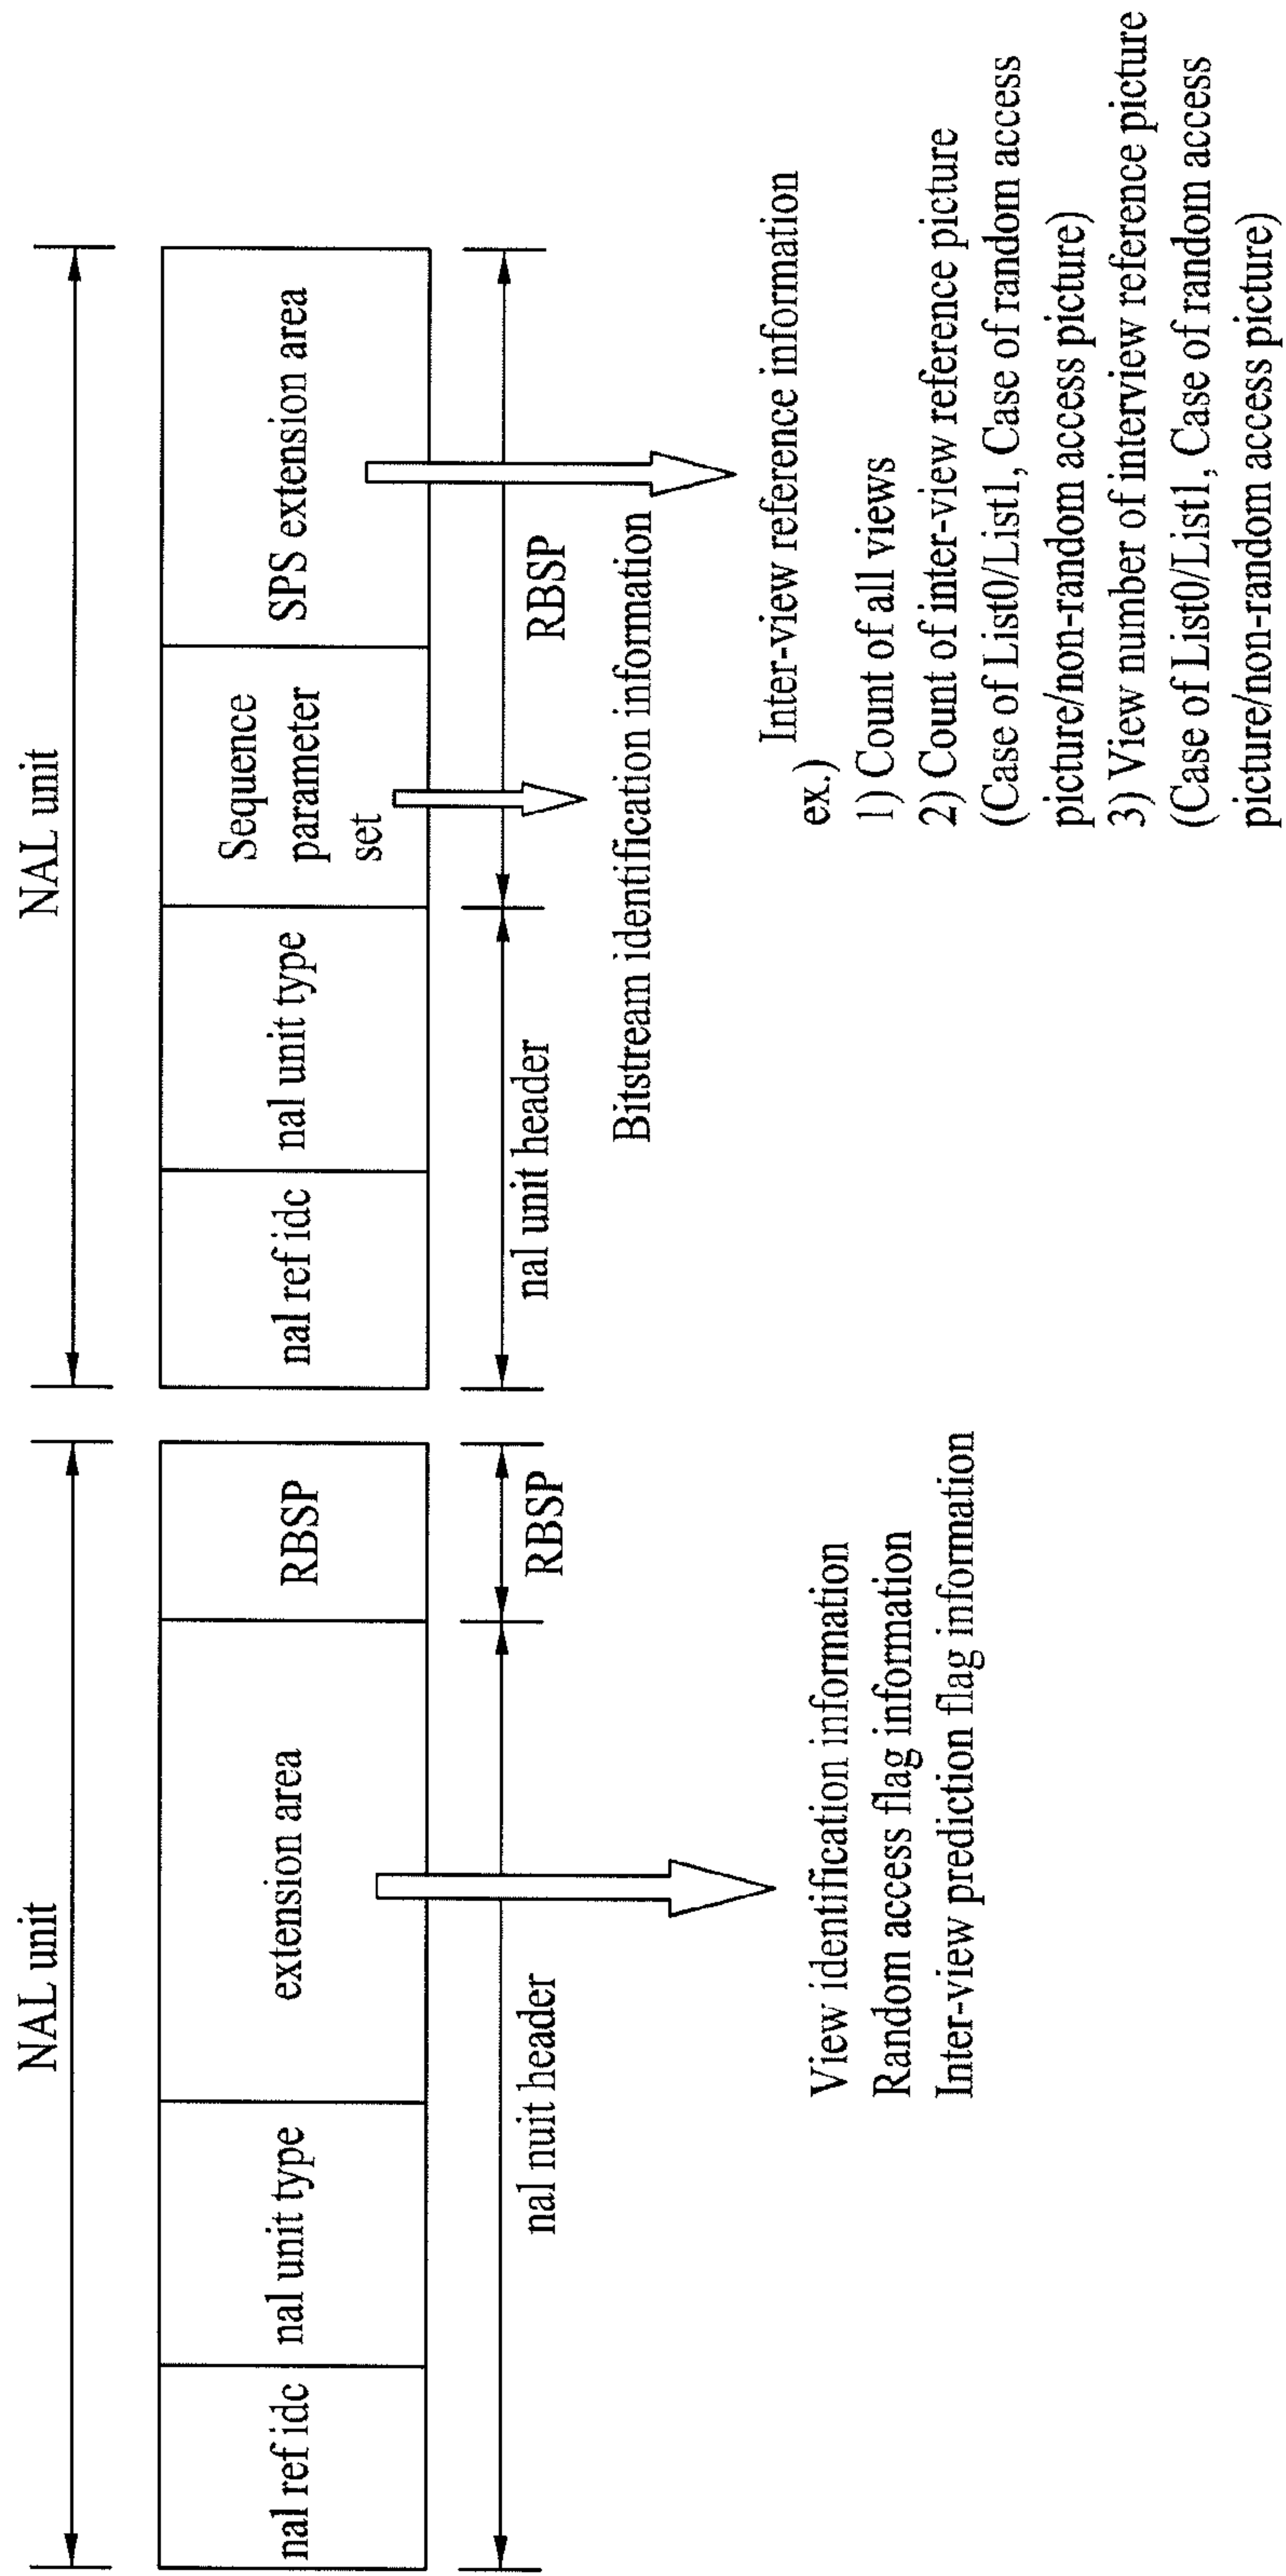 NAL unit
nal ref idc
nal unit type
extension area
RBSP
nal nuit header
RBSP
View identification information
Random access flag information
Inter-view prediction flag information
NAL unit
nal ref idc
nal unit type
Sequence
parameter
set
SPS extension area
nal unit header
RBSP
Bitstream identification information
Inter-view reference information
ex.)
1) Count of all views
2) Count of inter-view reference picture
(Case of List0/List1, Case of random access
picture/non-random access picture)
3) View number of interview reference picture
(Case of List0/List1, Case of random access
picture/non-random access picture)